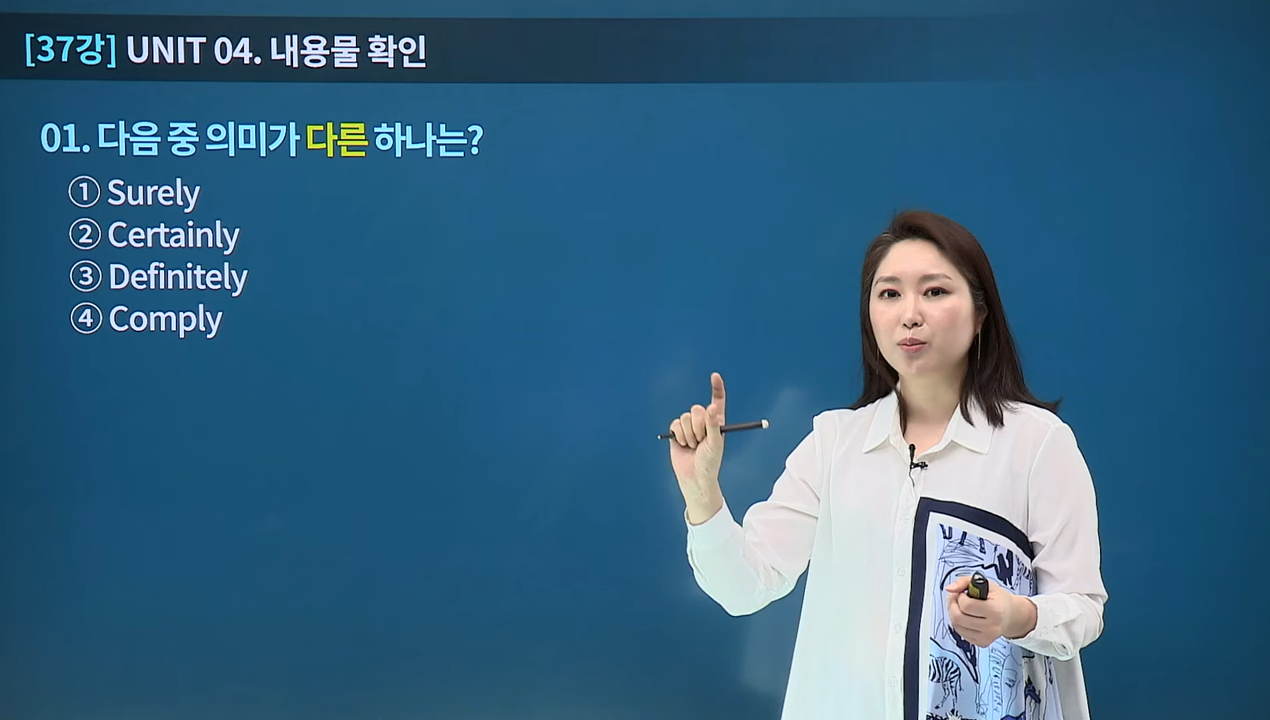 [37강] UNIT 04. 내용물 확인
01. 다음 중 의미가 다른 하나는?
① Surely
② Certainly
③ Definitely
④ Comply